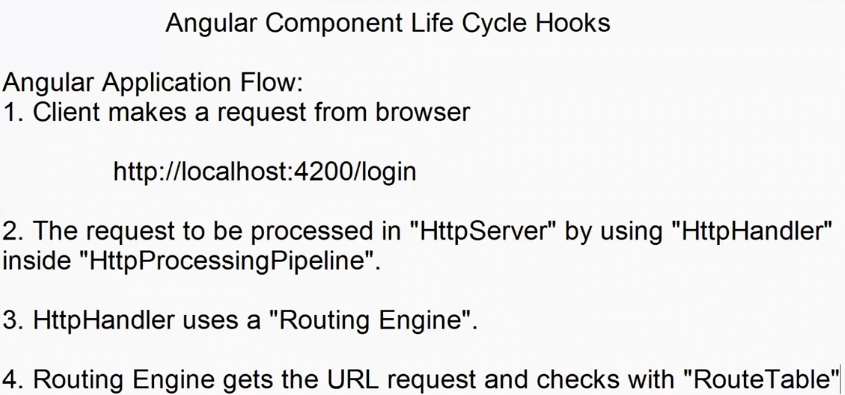 Angular Component Life Cycle Hooks
Angular Application Flow:
1. Client makes a request from browser
http://localhost:4200/login
2. The request to be processed in "HttpServer" by using "HttpHandler"
inside "HttpProcessingPipeline".
3. HttpHandler uses a "Routing Engine".
4. Routing Engine gets the URL request and checks with "RouteTable"